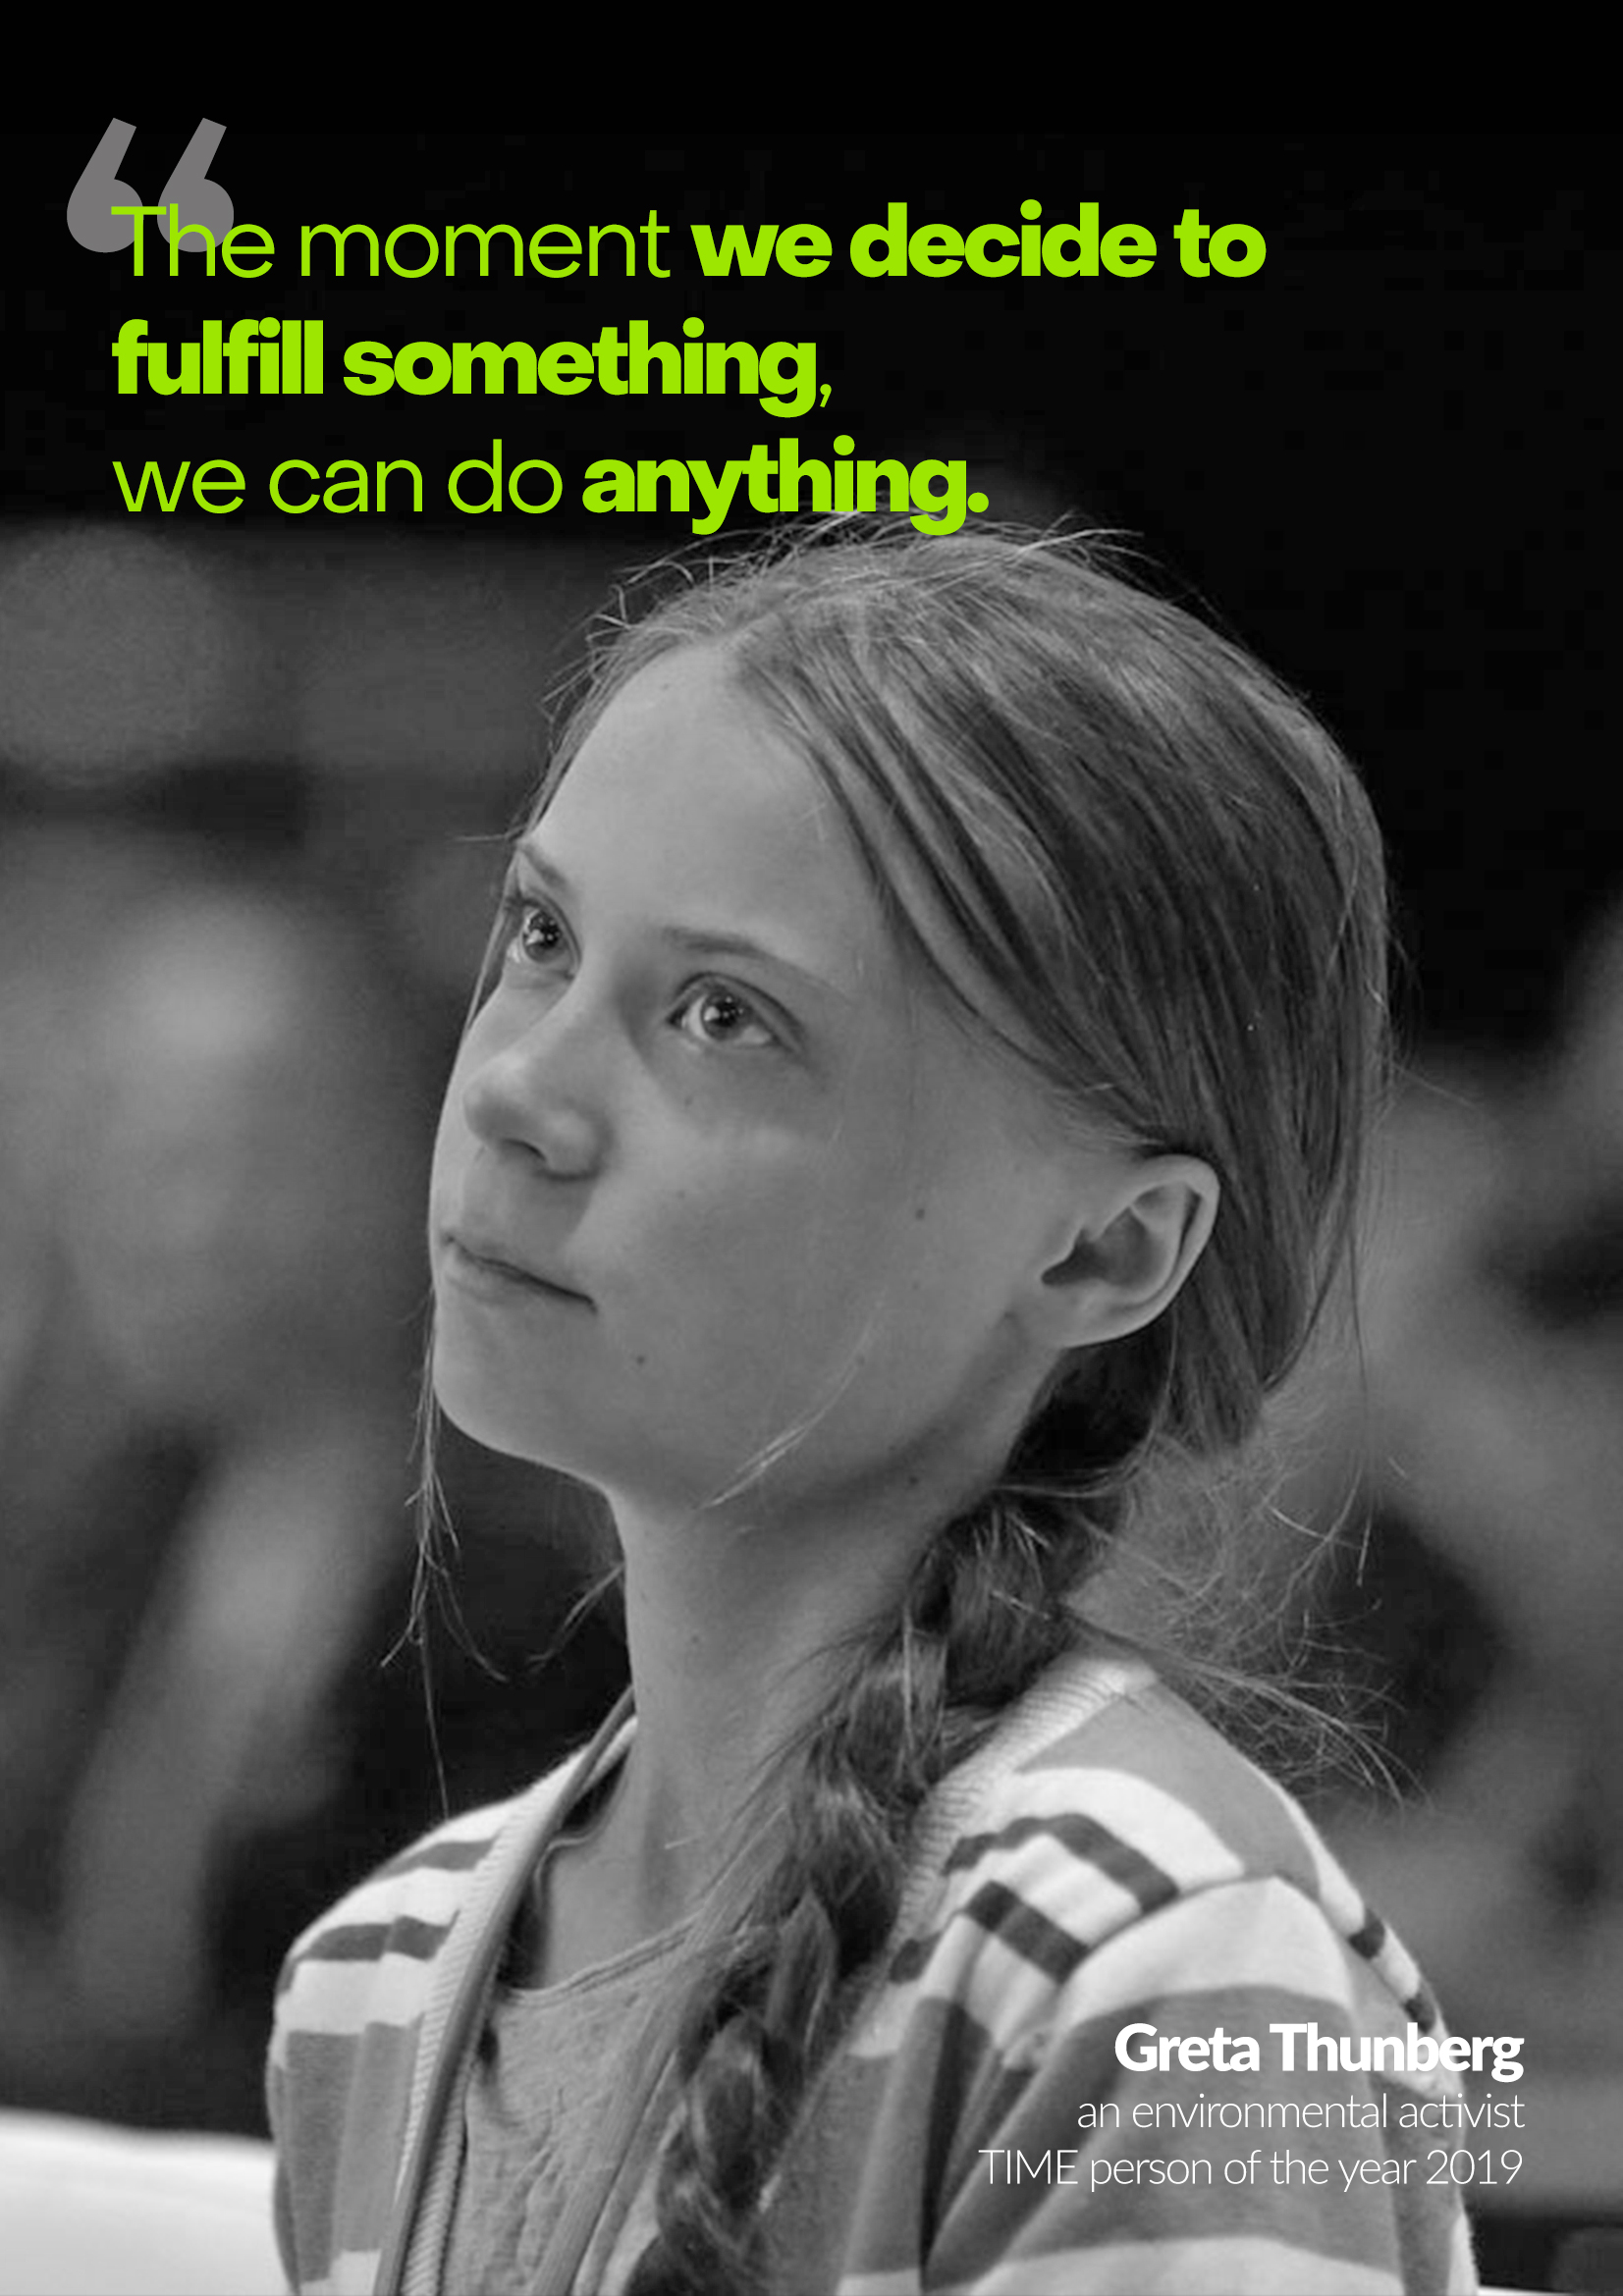 “The moment we decide to
fulfill something,
we can do anything.
Greta Thunberg
an environmental activist
TIME person of the year 2019